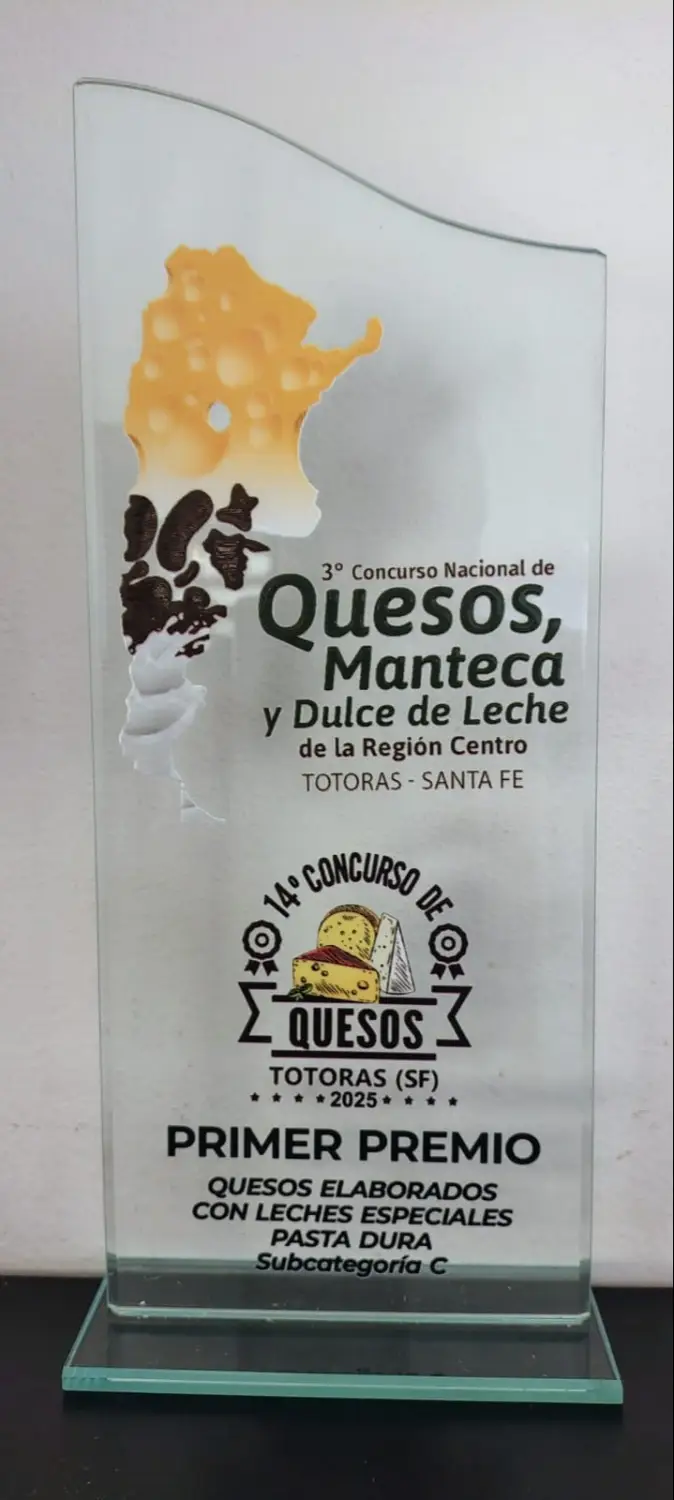 3° Concurso Nacional de
Quesos,
Manteca
y Dulce de Leche
de la Región Centro
TOTORAS - SANTA FE
14° CONCURSO DE
QUESOS
TOTORAS (SF)
2025
PRIMER PREMIO
QUESOS ELABORADOS
CON LECHES ESPECIALES
PASTA DURA
Subcategoría C